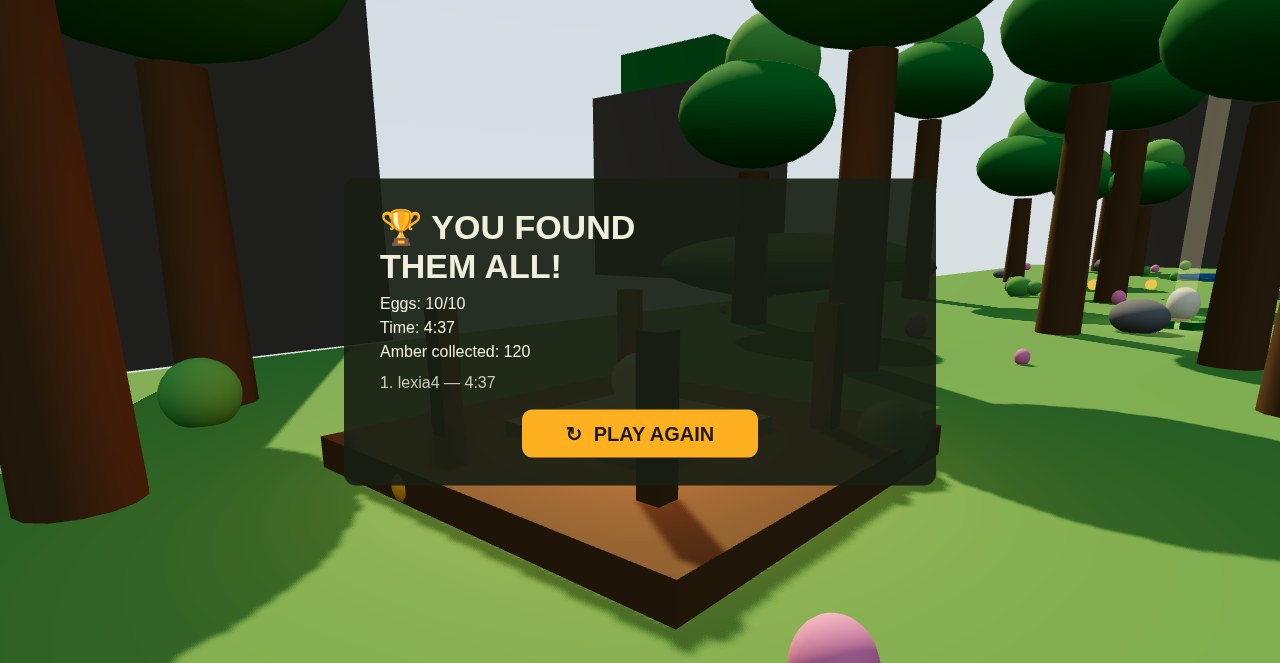 🏆 YOU FOUND
THEM ALL!
Eggs: 10/10
Time: 4:37
Amber collected: 120
1. lexia4 — 4:37
↻ PLAY AGAIN